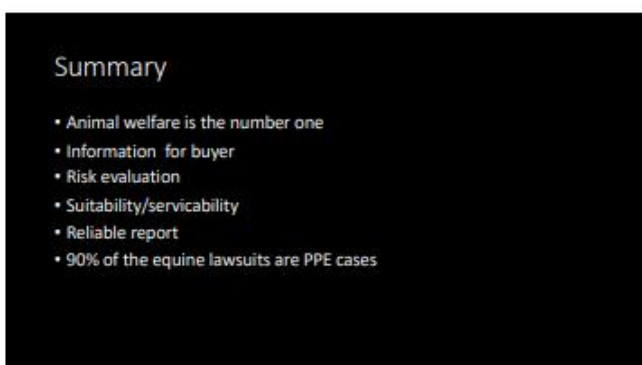 Summary
• Animal welfare is the number one
• Information for buyer
• Risk evaluation
• Suitability/servicability
• Reliable report
• 90% of the equine lawsuits are PPE cases